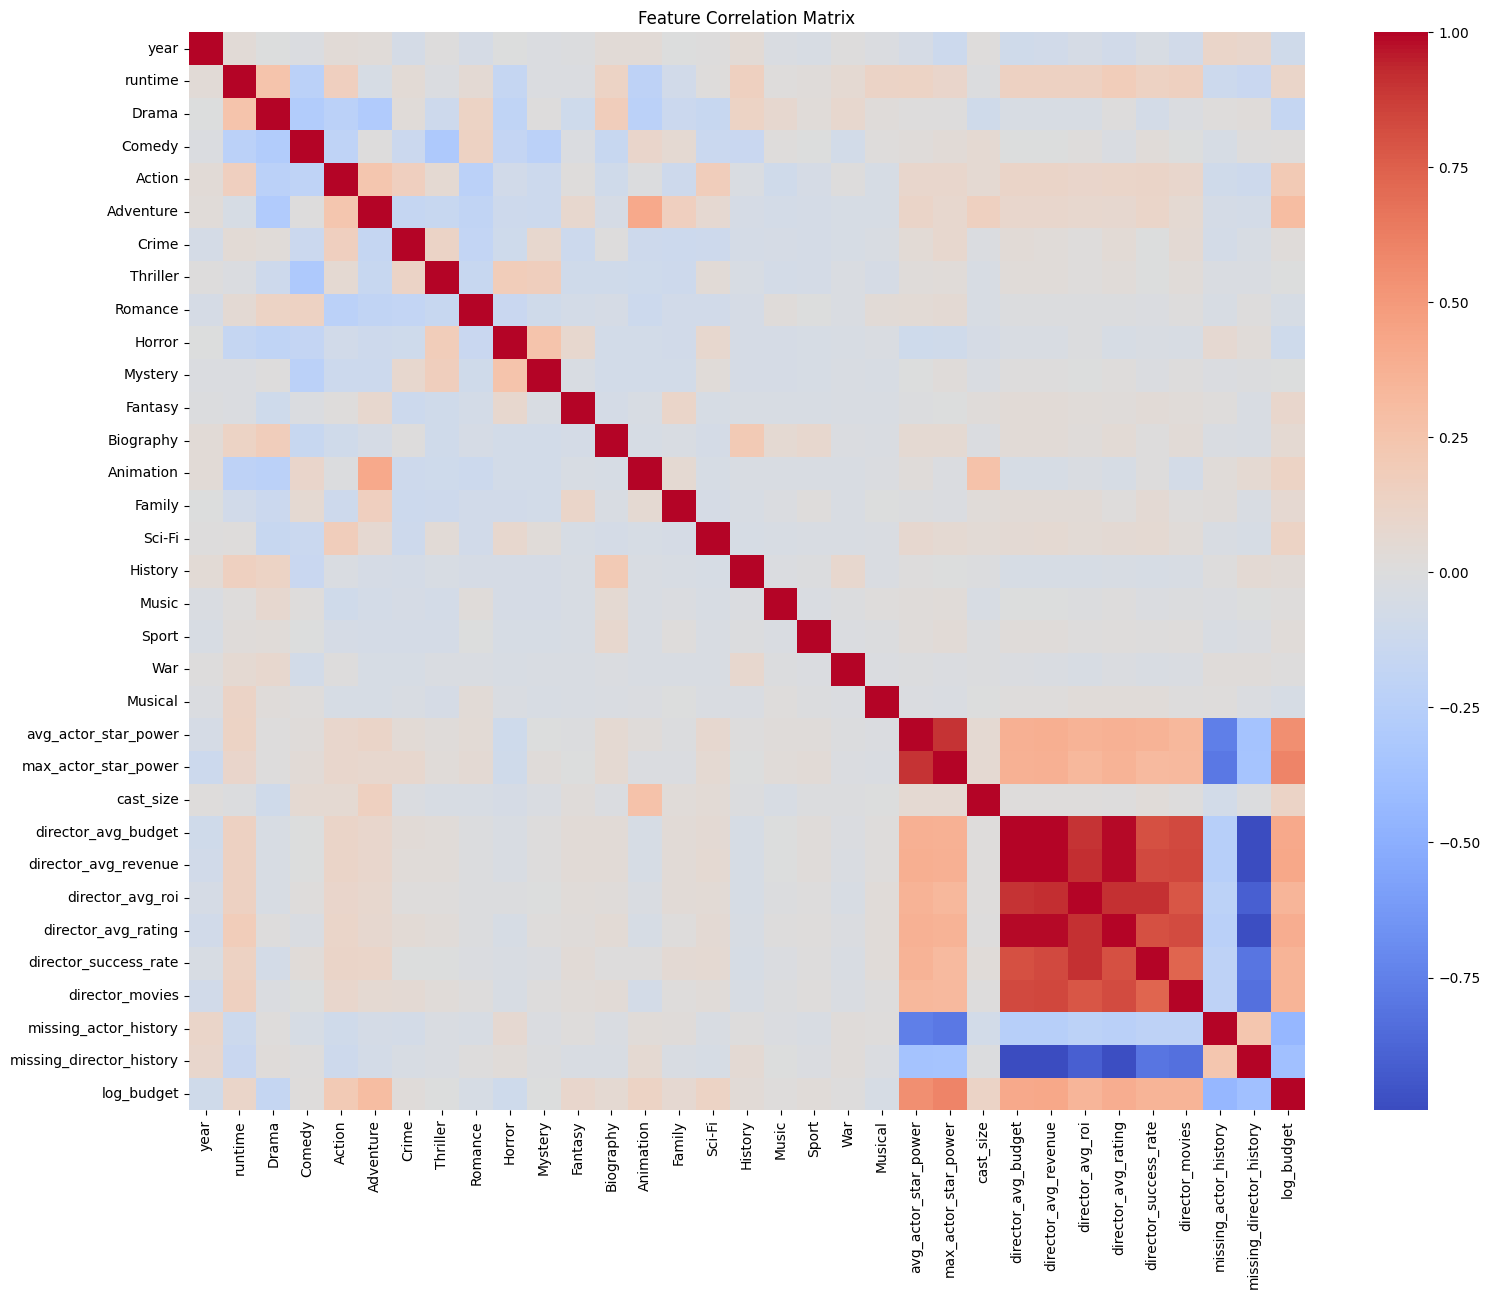 Feature Correlation Matrix
year
runtime
Drama
Comedy
Action
Adventure
Crime
Thriller
Romance
Horror
Mystery
Fantasy
Biography
Animation
Family
Sci-Fi
History
Music
Sport
War
Musical
avg_actor_star_power
max_actor_star_power
cast_size
director_avg_budget
director_avg_revenue
director_avg_roi
director_avg_rating
director_success_rate
director_movies
missing_actor_history
missing_director_history
log_budget
year
runtime
Drama
Comedy
Action
Adventure
Crime
Thriller
Romance
Horror
Mystery
Fantasy
Biography
Animation
Family
Sci-Fi
History
Music
Sport
War
Musical
avg_actor_star_power
max_actor_star_power
cast_size
director_avg_budget
director_avg_revenue
director_avg_roi
director_avg_rating
director_success_rate
director_movies
missing_actor_history
missing_director_history
log_budget
1.00
0.75
0.50
0.25
0.00
−0.25
−0.50
−0.75